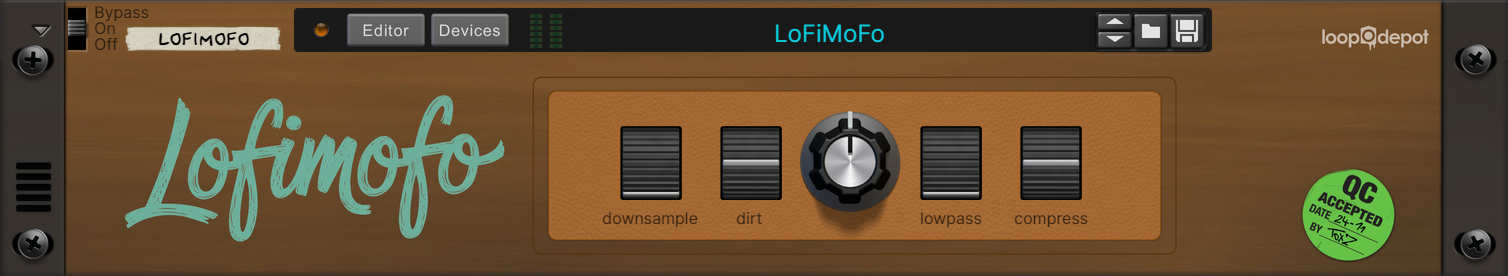 Bypass
On
Off
LOFIMOFO
Editor
Devices
LoFiMoFo
loopdepot
Lofimofo
downsample
dirt
lowpass
compress
QC
ACCEPTED
DATE 24-11
BY TOXZ